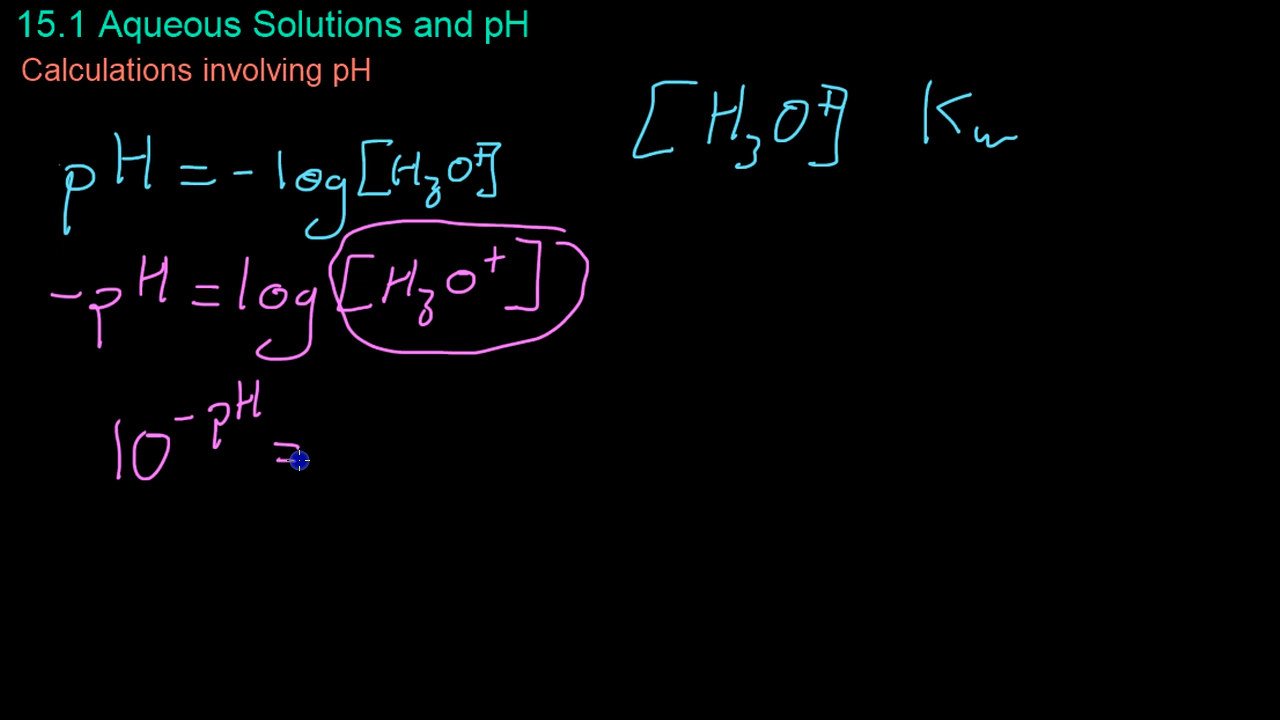 15.1 Aqueous Solutions and pH
Calculations involving pH
[H₃O⁺] Kw
pH = -log[H₃O⁺]
-pH = log[H₃O⁺]
10^-pH =